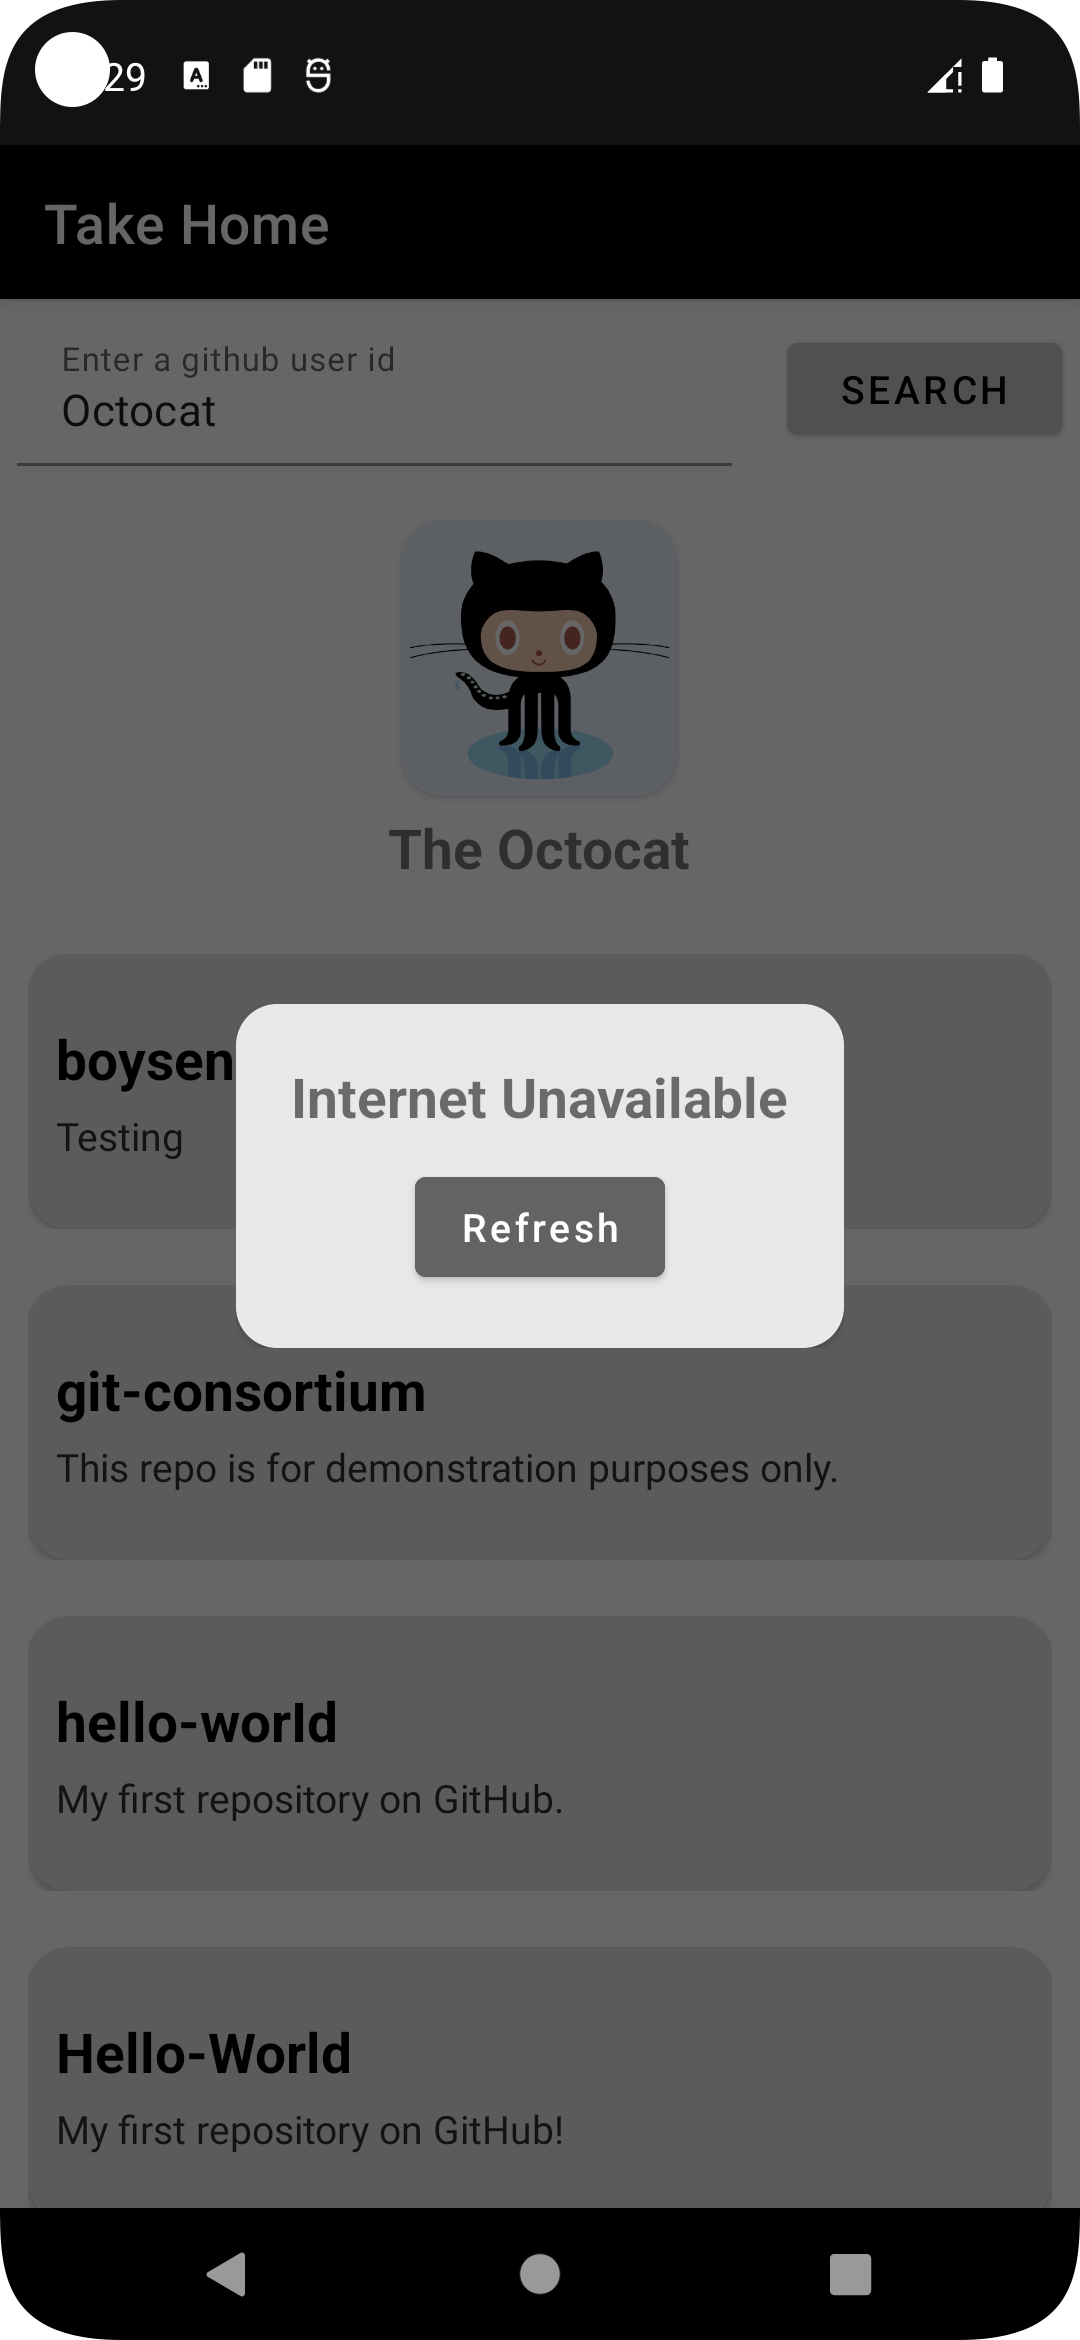 29
Take Home
Enter a github user id
Octocat
SEARCH
The Octocat
boysen
Testing
Internet Unavailable
Refresh
git-consortium
This repo is for demonstration purposes only.
hello-worId
My first repository on GitHub.
Hello-World
My first repository on GitHub!